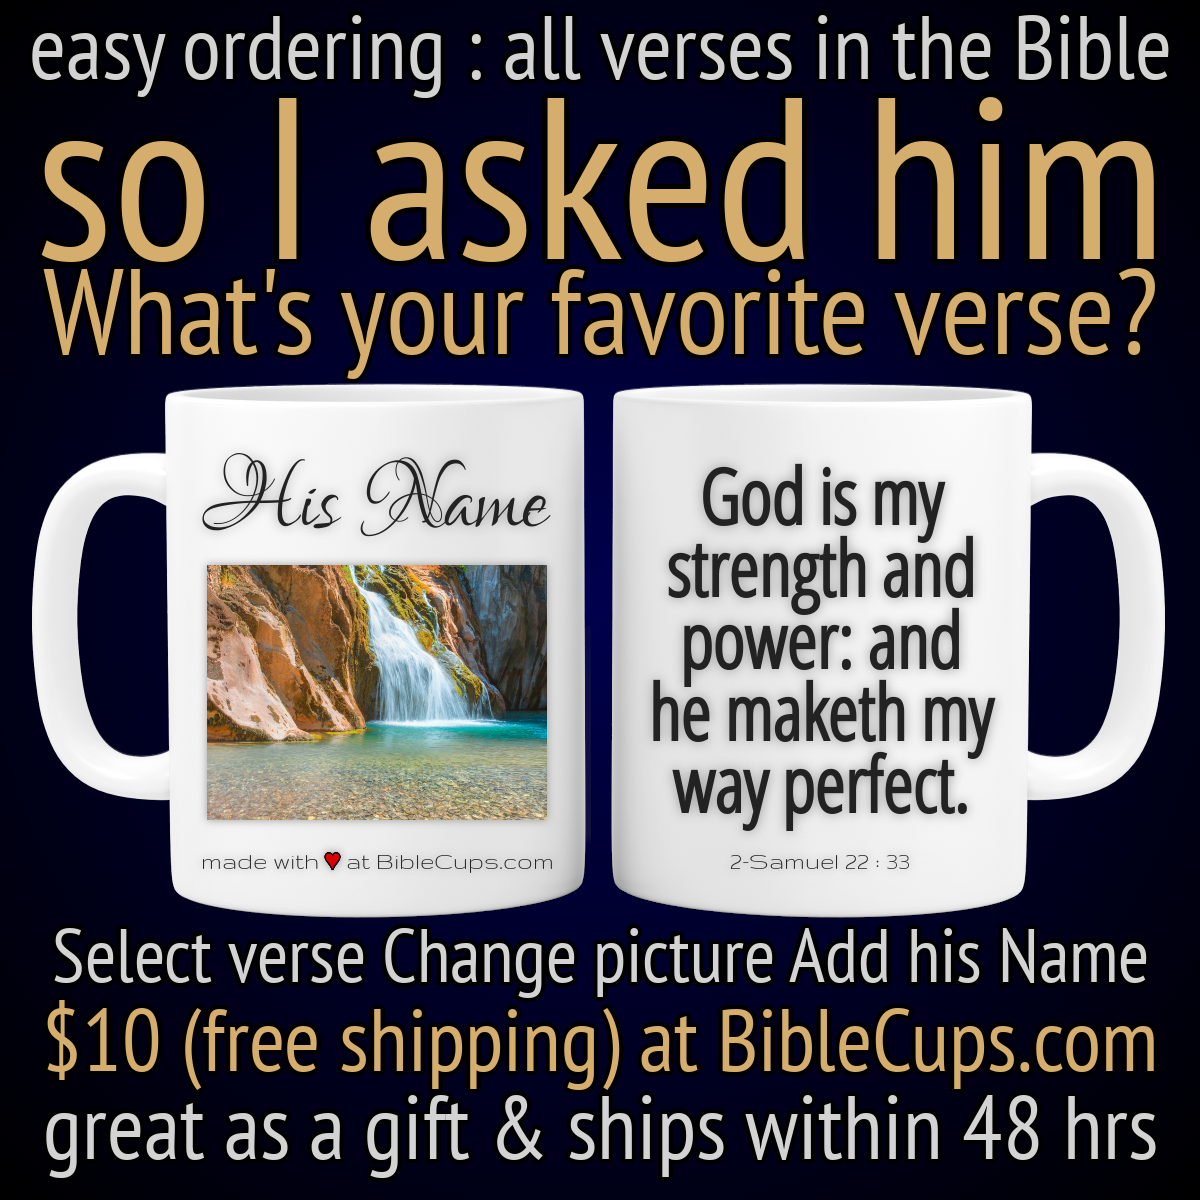 easy ordering : all verses in the Bible
so I asked him
What's your favorite verse?
His Name
made with ♥ at BibleCups.com
God is my
strength and
power: and
he maketh my
way perfect.
2-Samuel 22 : 33
Select verse Change picture Add his Name
$10 (free shipping) at BibleCups.com
great as a gift & ships within 48 hrs